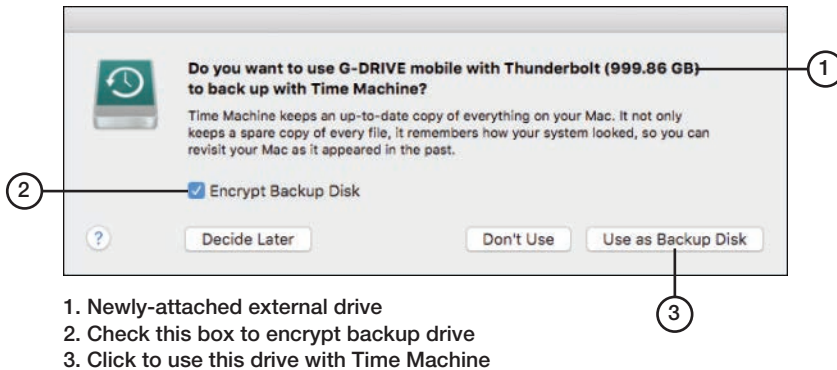 Do you want to use G-DRIVE mobile with Thunderbolt (999.86 GB)
to back up with Time Machine?
1
Time Machine keeps an up-to-date copy of everything on your Mac. It not only
keeps a spare copy of every file, it remembers how your system looked, so you can
revisit your Mac as it appeared in the past.
2
Encrypt Backup Disk
? Decide Later Don't Use Use as Backup Disk
3
1. Newly-attached external drive
2. Check this box to encrypt backup drive
3. Click to use this drive with Time Machine